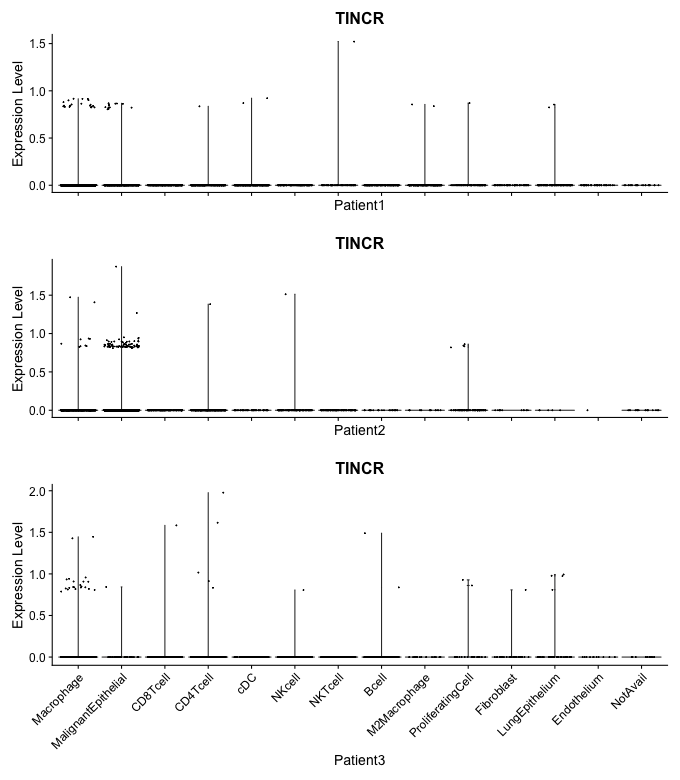 TINCR
Expression Level
1.5
1.0
0.5
0.0
Patient1
TINCR
Expression Level
1.5
1.0
0.5
0.0
Patient2
TINCR
Expression Level
2.0
1.5
1.0
0.5
0.0
Macrophage
MalignantEpithelial
CD8Tcell
CD4Tcell
cDC
NKcell
NKTcell
Bcell
M2Macrophage
ProliferatingCell
Fibroblast
LungEpithelium
Endothelium
NotAvail
Patient3